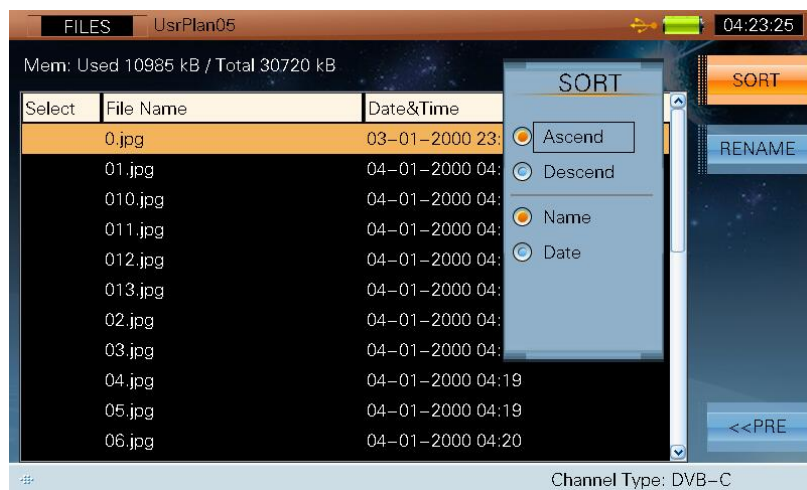 FILES UsrPlan05 04:23:25
Mem: Used 10985 kB / Total 30720 kB
Select File Name Date&Time
0.jpg 03-01-2000 23:
01.jpg 04-01-2000 04:
010.jpg 04-01-2000 04:
011.jpg 04-01-2000 04:
012.jpg 04-01-2000 04:
013.jpg 04-01-2000 04:
02.jpg 04-01-2000 04:
03.jpg 04-01-2000 04:
04.jpg 04-01-2000 04:19
05.jpg 04-01-2000 04:19
06.jpg 04-01-2000 04:20
SORT
Ascend
Descend
Name
Date
SORT
RENAME
<<PRE
Channel Type: DVB-C